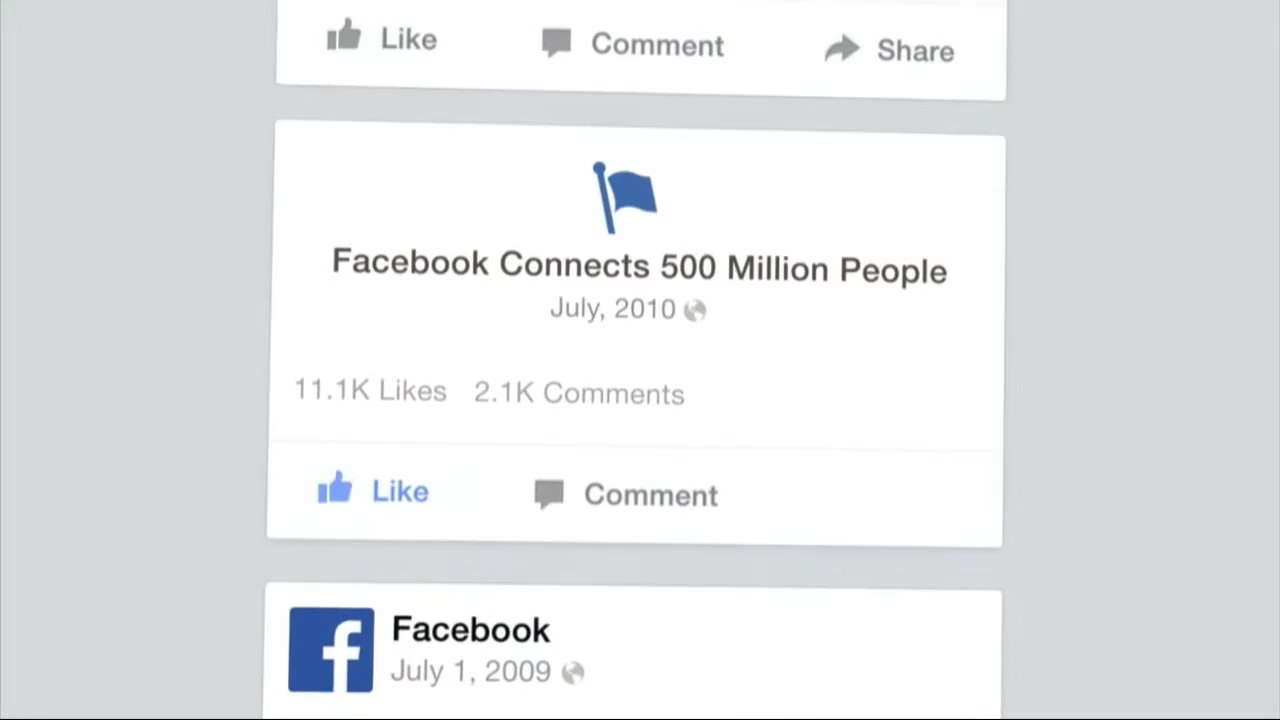 Like Comment Share
Facebook Connects 500 Million People
July, 2010
11.1K Likes 2.1K Comments
Like Comment
f Facebook
July 1, 2009